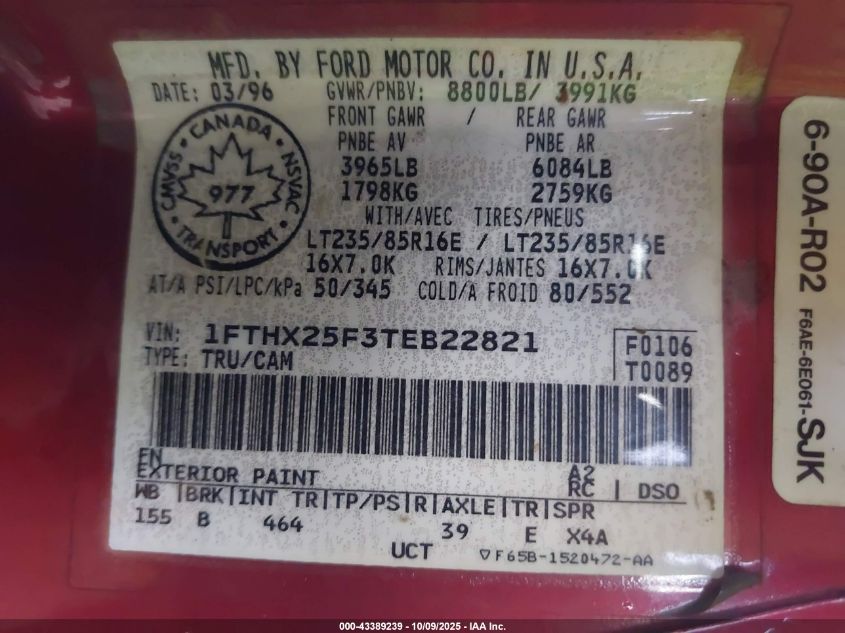 MFD. BY FORD MOTOR CO. IN U.S.A.
DATE: 03/96 GVWR/PNBV: 8800LB/ 3991KG
FRONT GAWR / REAR GAWR
PNBE AV PNBE AR
3965LB 6084LB
1798KG 2759KG
WITH/AVEC TIRES/PNEUS
LT235/85R16E / LT235/85R16E
16X7.0K RIMS/JANTES 16X7.0K
AT/A PSI/LPC/kPa 50/345 COLD/A FROID 80/552
CANADA
CMVSS NSVAC
977
TRANSPORT
VIN: 1FTHX25F3TEB22821
TYPE: TRU/CAM
F0106
T0089
EN A2
EXTERIOR PAINT RC DSO
WB BRK INT TR TP/PS R AXLE TR SPR
155 B 464 39 E X4A
UCT ▽F65B-1520472-AA
6-90A-R02 F6AE-6E061-SJK
000-43389239 - 10/09/2025 - IAA Inc.